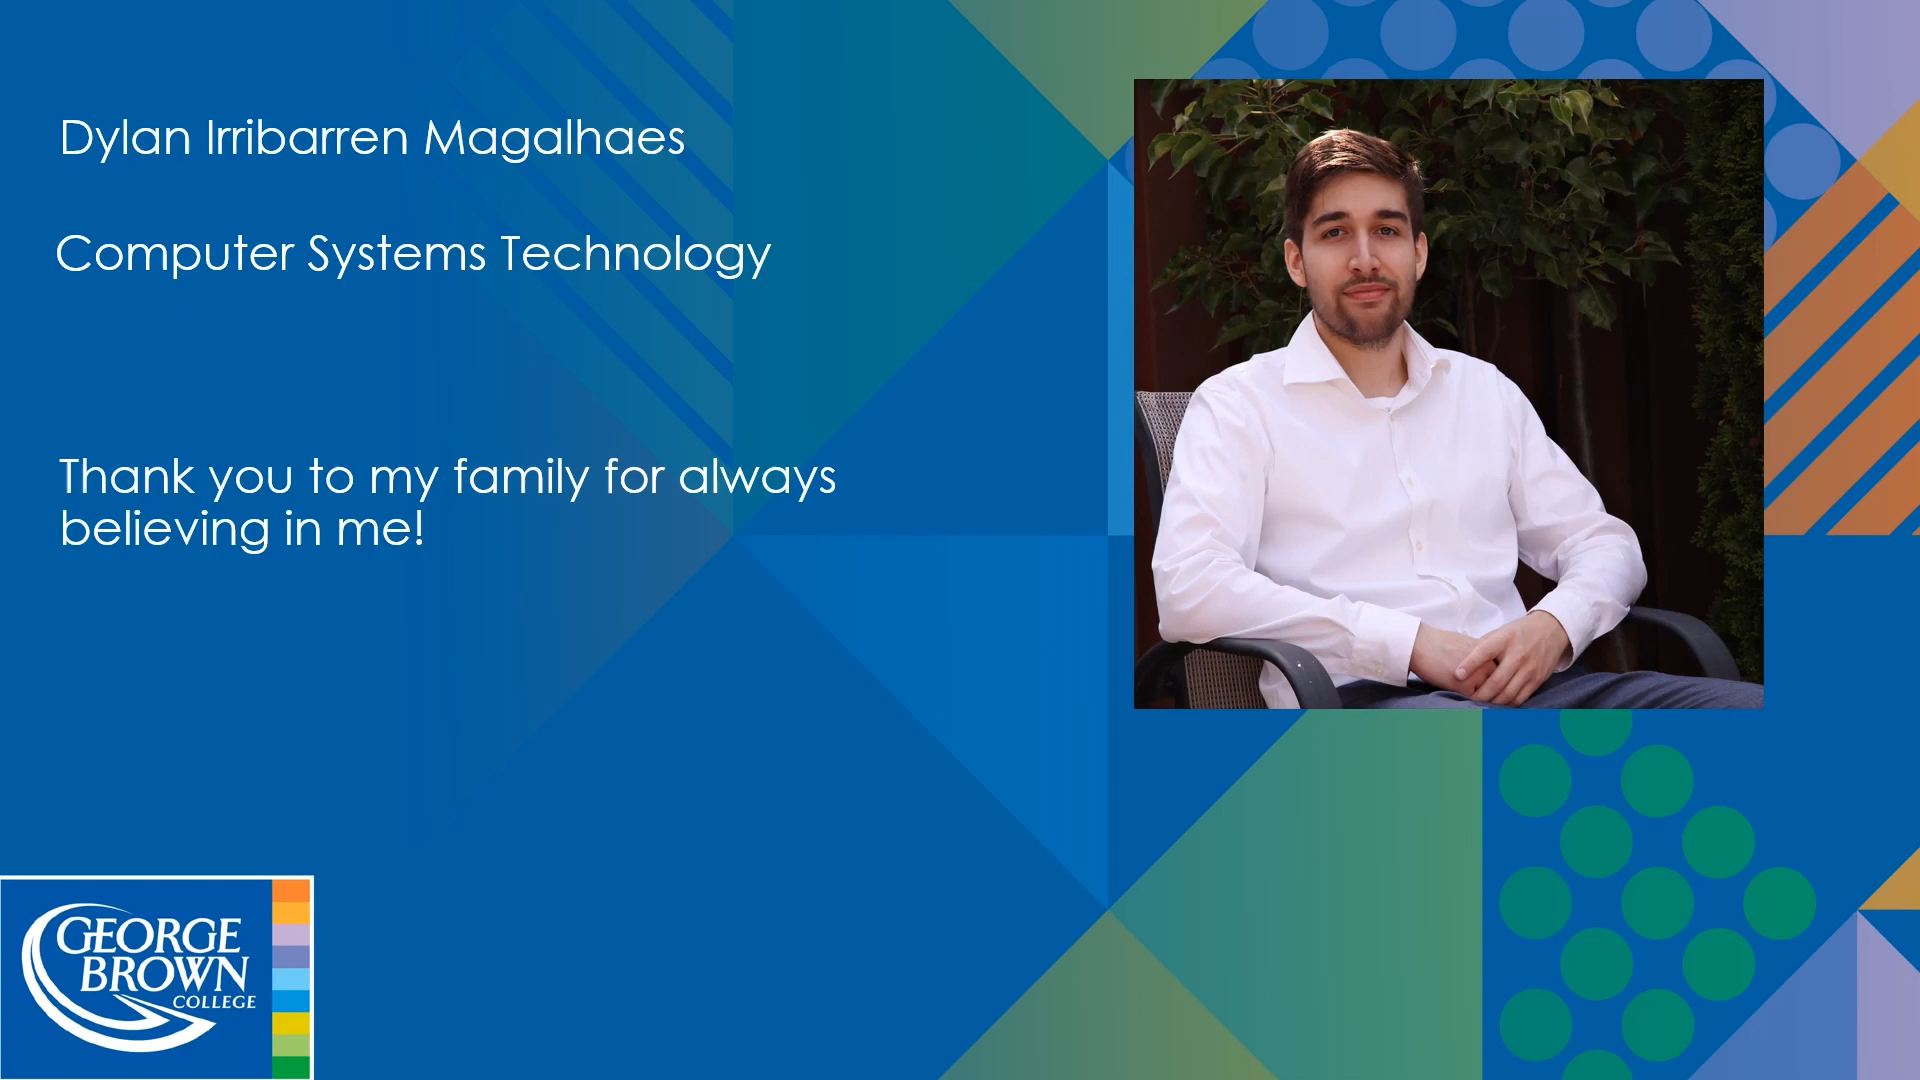 Dylan Irribarren Magalhaes
Computer Systems Technology
Thank you to my family for always
believing in me!
GEORGE
BROWN
COLLEGE